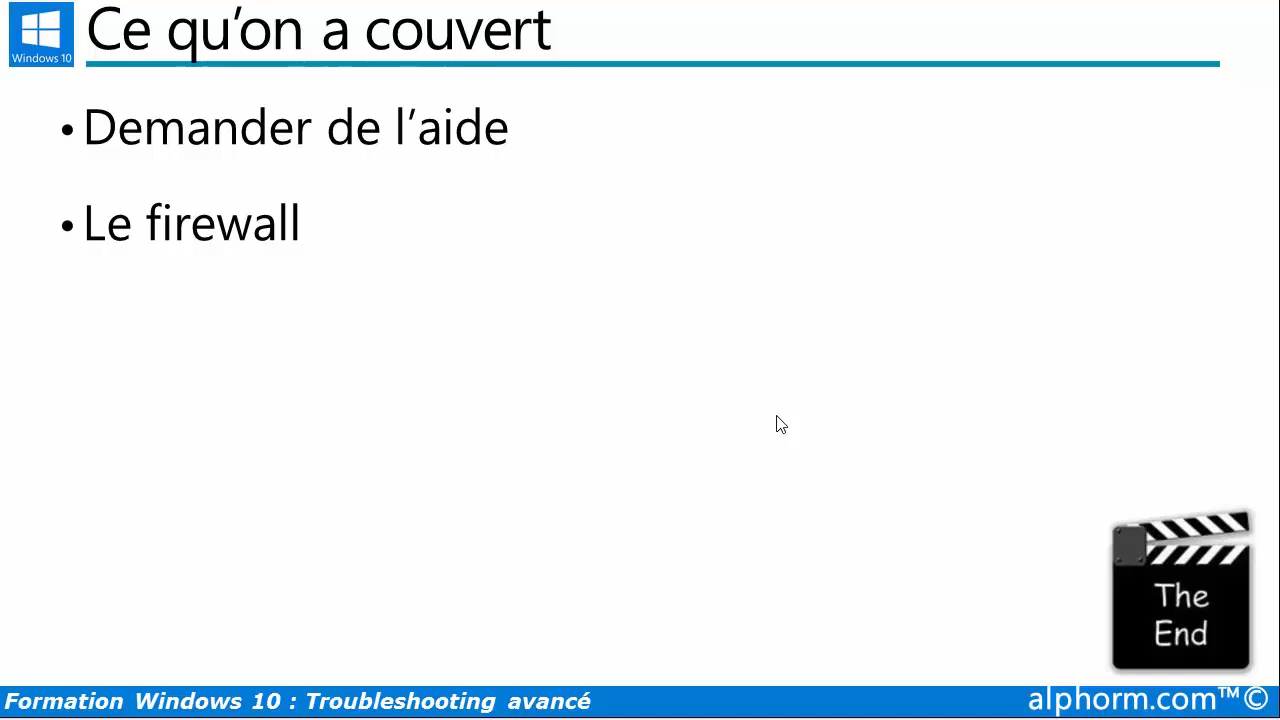 Windows 10
Ce qu’on a couvert
• Demander de l’aide
• Le firewall
The
End
Formation Windows 10 : Troubleshooting avancé
alphorm.com™©